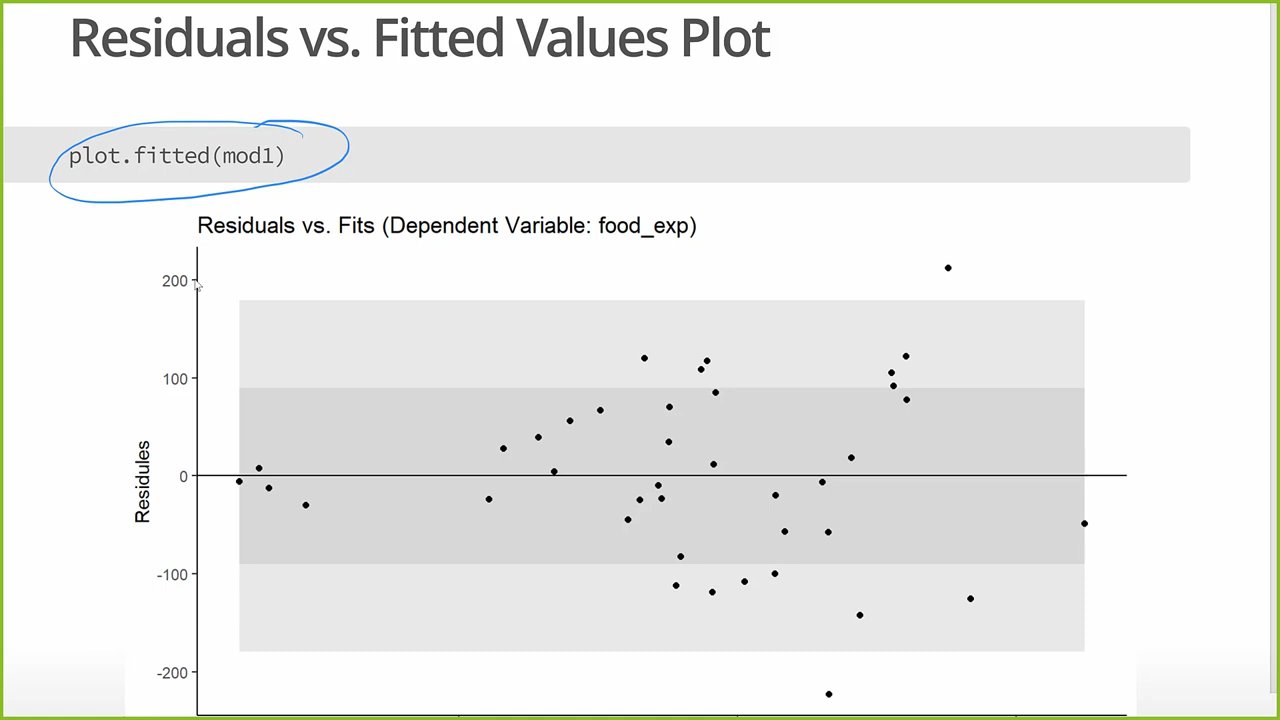 Residuals vs. Fitted Values Plot
plot.fitted(mod1)
Residuals vs. Fits (Dependent Variable: food_exp)
200
100
0
-100
-200
Residules